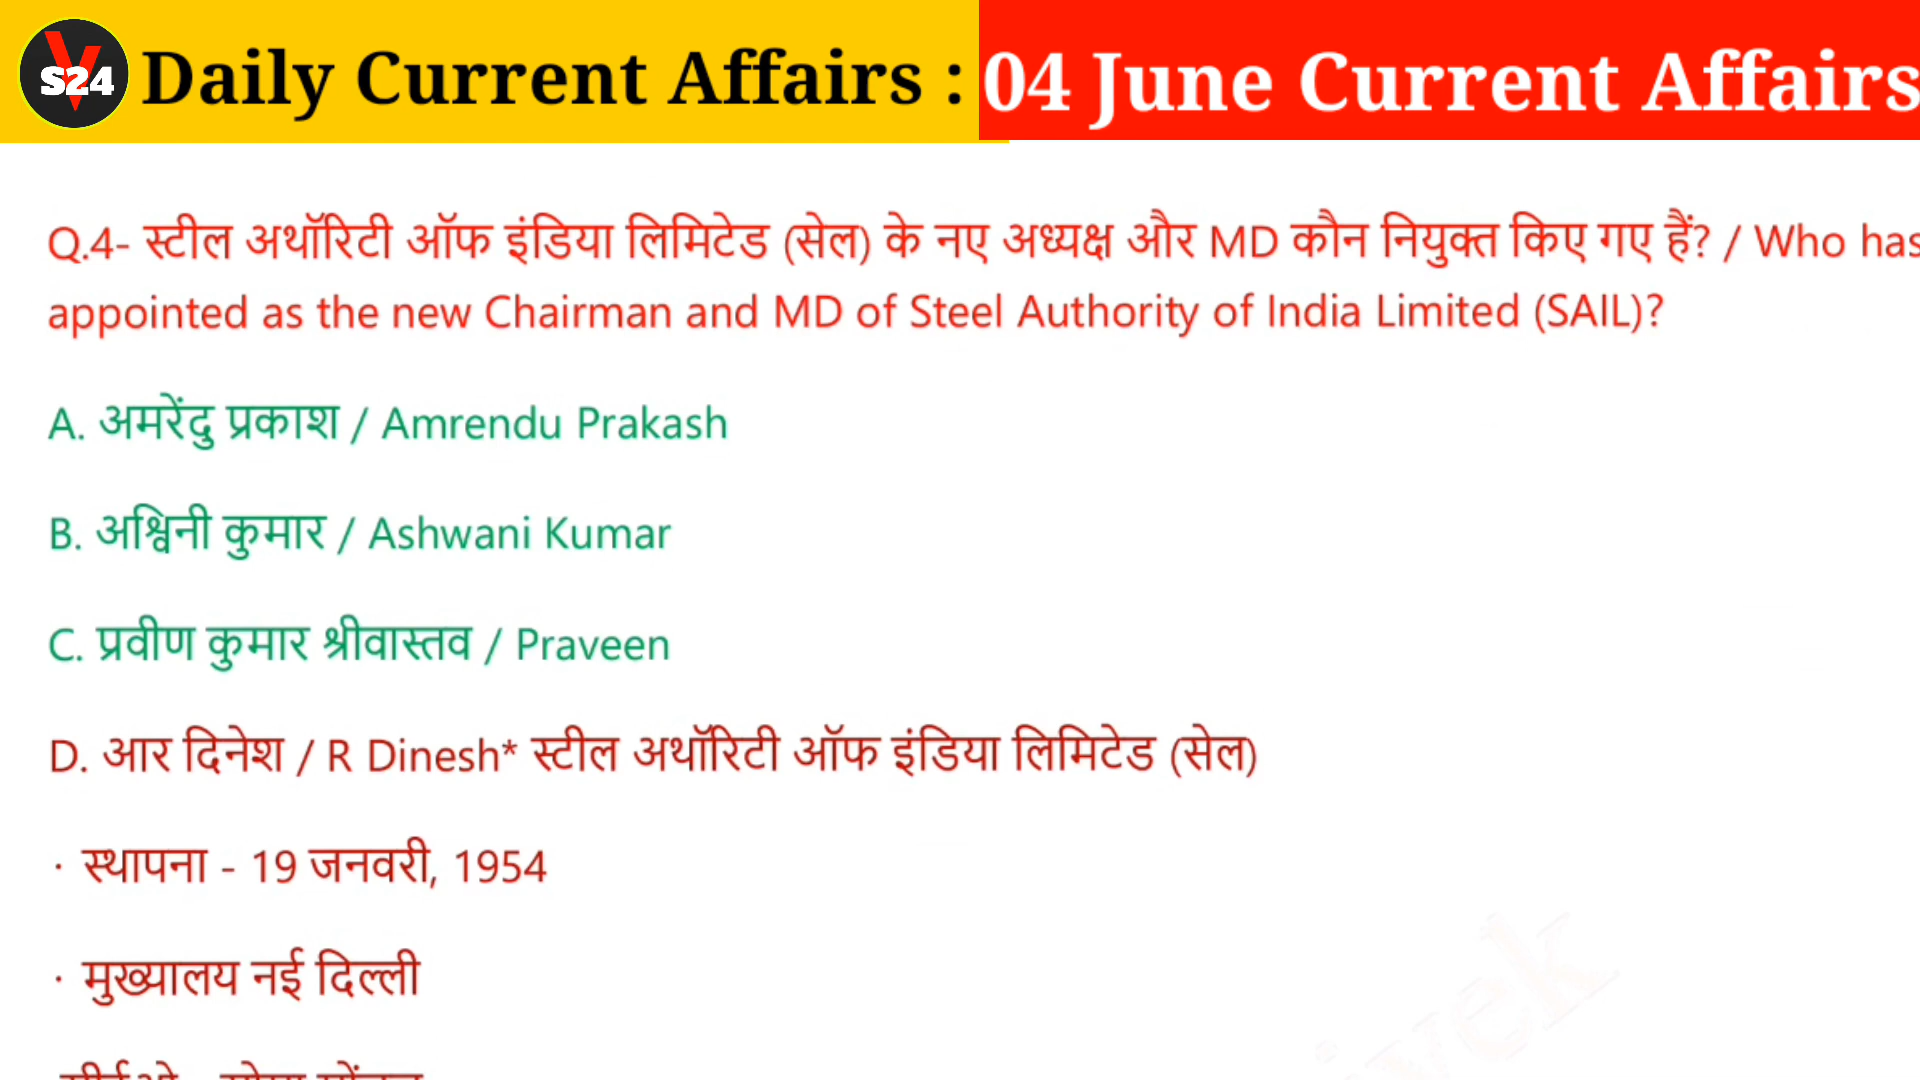 VS24
Daily Current Affairs : 04 June Current Affairs
Q.4- स्टील अथॉरिटी ऑफ इंडिया लिमिटेड (सेल) के नए अध्यक्ष और MD कौन नियुक्त किए गए हैं? / Who has
appointed as the new Chairman and MD of Steel Authority of India Limited (SAIL)?
A. अमरेंदु प्रकाश / Amrendu Prakash
B. अश्विनी कुमार / Ashwani Kumar
C. प्रवीण कुमार श्रीवास्तव / Praveen
D. आर दिनेश / R Dinesh* स्टील अथॉरिटी ऑफ इंडिया लिमिटेड (सेल)
· स्थापना - 19 जनवरी, 1954
· मुख्यालय नई दिल्ली